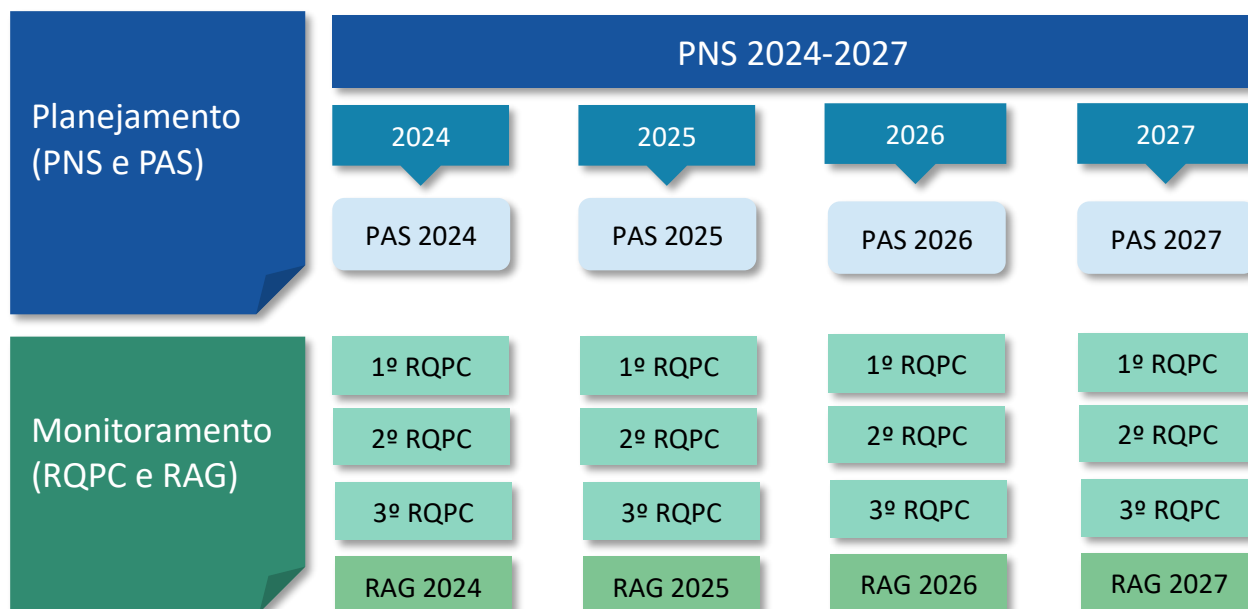 Planejamento
(PNS e PAS)
PNS 2024-2027
2024
2025
2026
2027
PAS 2024
PAS 2025
PAS 2026
PAS 2027
Monitoramento
(RQPC e RAG)
1º RQPC
1º RQPC
1º RQPC
1º RQPC
2º RQPC
2º RQPC
2º RQPC
2º RQPC
3º RQPC
3º RQPC
3º RQPC
3º RQPC
RAG 2024
RAG 2025
RAG 2026
RAG 2027